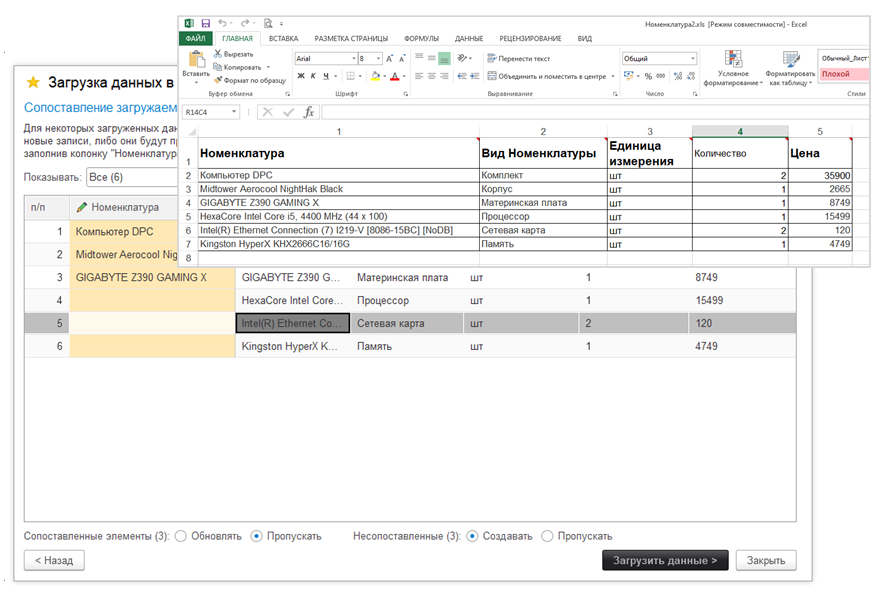 Номенклатура2.xls [Режим совместимости] - Excel
ФАЙЛ ГЛАВНАЯ ВСТАВКА РАЗМЕТКА СТРАНИЦЫ ФОРМУЛЫ ДАННЫЕ РЕЦЕНЗИРОВАНИЕ ВИД
Вставить
Вырезать
Копировать
Формат по образцу
Буфер обмена
Arial 8
Ж К Ч
Шрифт
Перенести текст
Объединить и поместить в центре
Выравнивание
Общий
% 000
Число
Условное форматирование
Форматировать как таблицу
Обычный_Лист
Плохой
Стили
R14C4
fx
1 2 3 4 5
1 Номенклатура Вид Номенклатуры Единица измерения Количество Цена
2 Компьютер DPC Комплект шт 2 35900
3 Midtower Aerocool NightHak Black Корпус шт 1 2665
4 GIGABYTE Z390 GAMING X Материнская плата шт 1 8749
5 HexaCore Intel Core i5, 4400 MHz (44 x 100) Процессор шт 1 15499
6 Intel(R) Ethernet Connection (7) I219-V [8086-15BC] [NoDB] Сетевая карта шт 2 120
7 Kingston HyperX KHX2666C16/16G Память шт 1 4749
8
Загрузка данных в
Сопоставление загружаем
Для некоторых загруженных дан
новые записи, либо они будут пр
заполнив колонку "Номенклатур
Показывать: Все (6)
п/п Номенклатура
1 Компьютер DPC
2 Midtower Aerocool Nig
3 GIGABYTE Z390 GAMING X GIGABYTE Z390 G... Материнская плата шт 1 8749
4 HexaCore Intel Core... Процессор шт 1 15499
5 Intel(R) Ethernet Co... Сетевая карта шт 2 120
6 Kingston HyperX K... Память шт 1 4749
Сопоставленные элементы (3): Обновлять Пропускать Несопоставленные (3): Создавать Пропускать
< Назад Загрузить данные > Закрыть